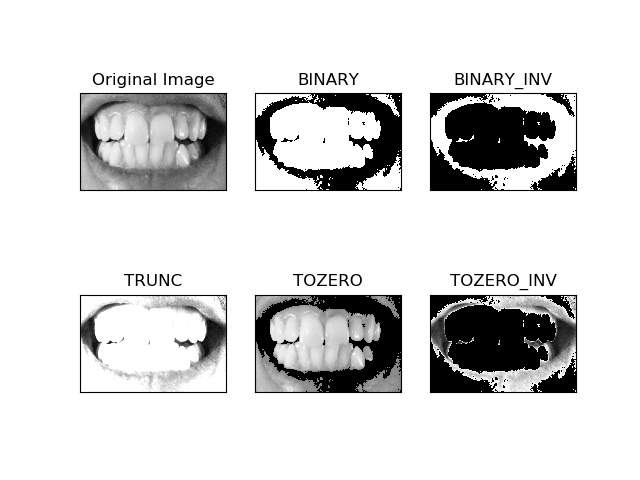 Original Image
BINARY
BINARY_INV
TRUNC
TOZERO
TOZERO_INV